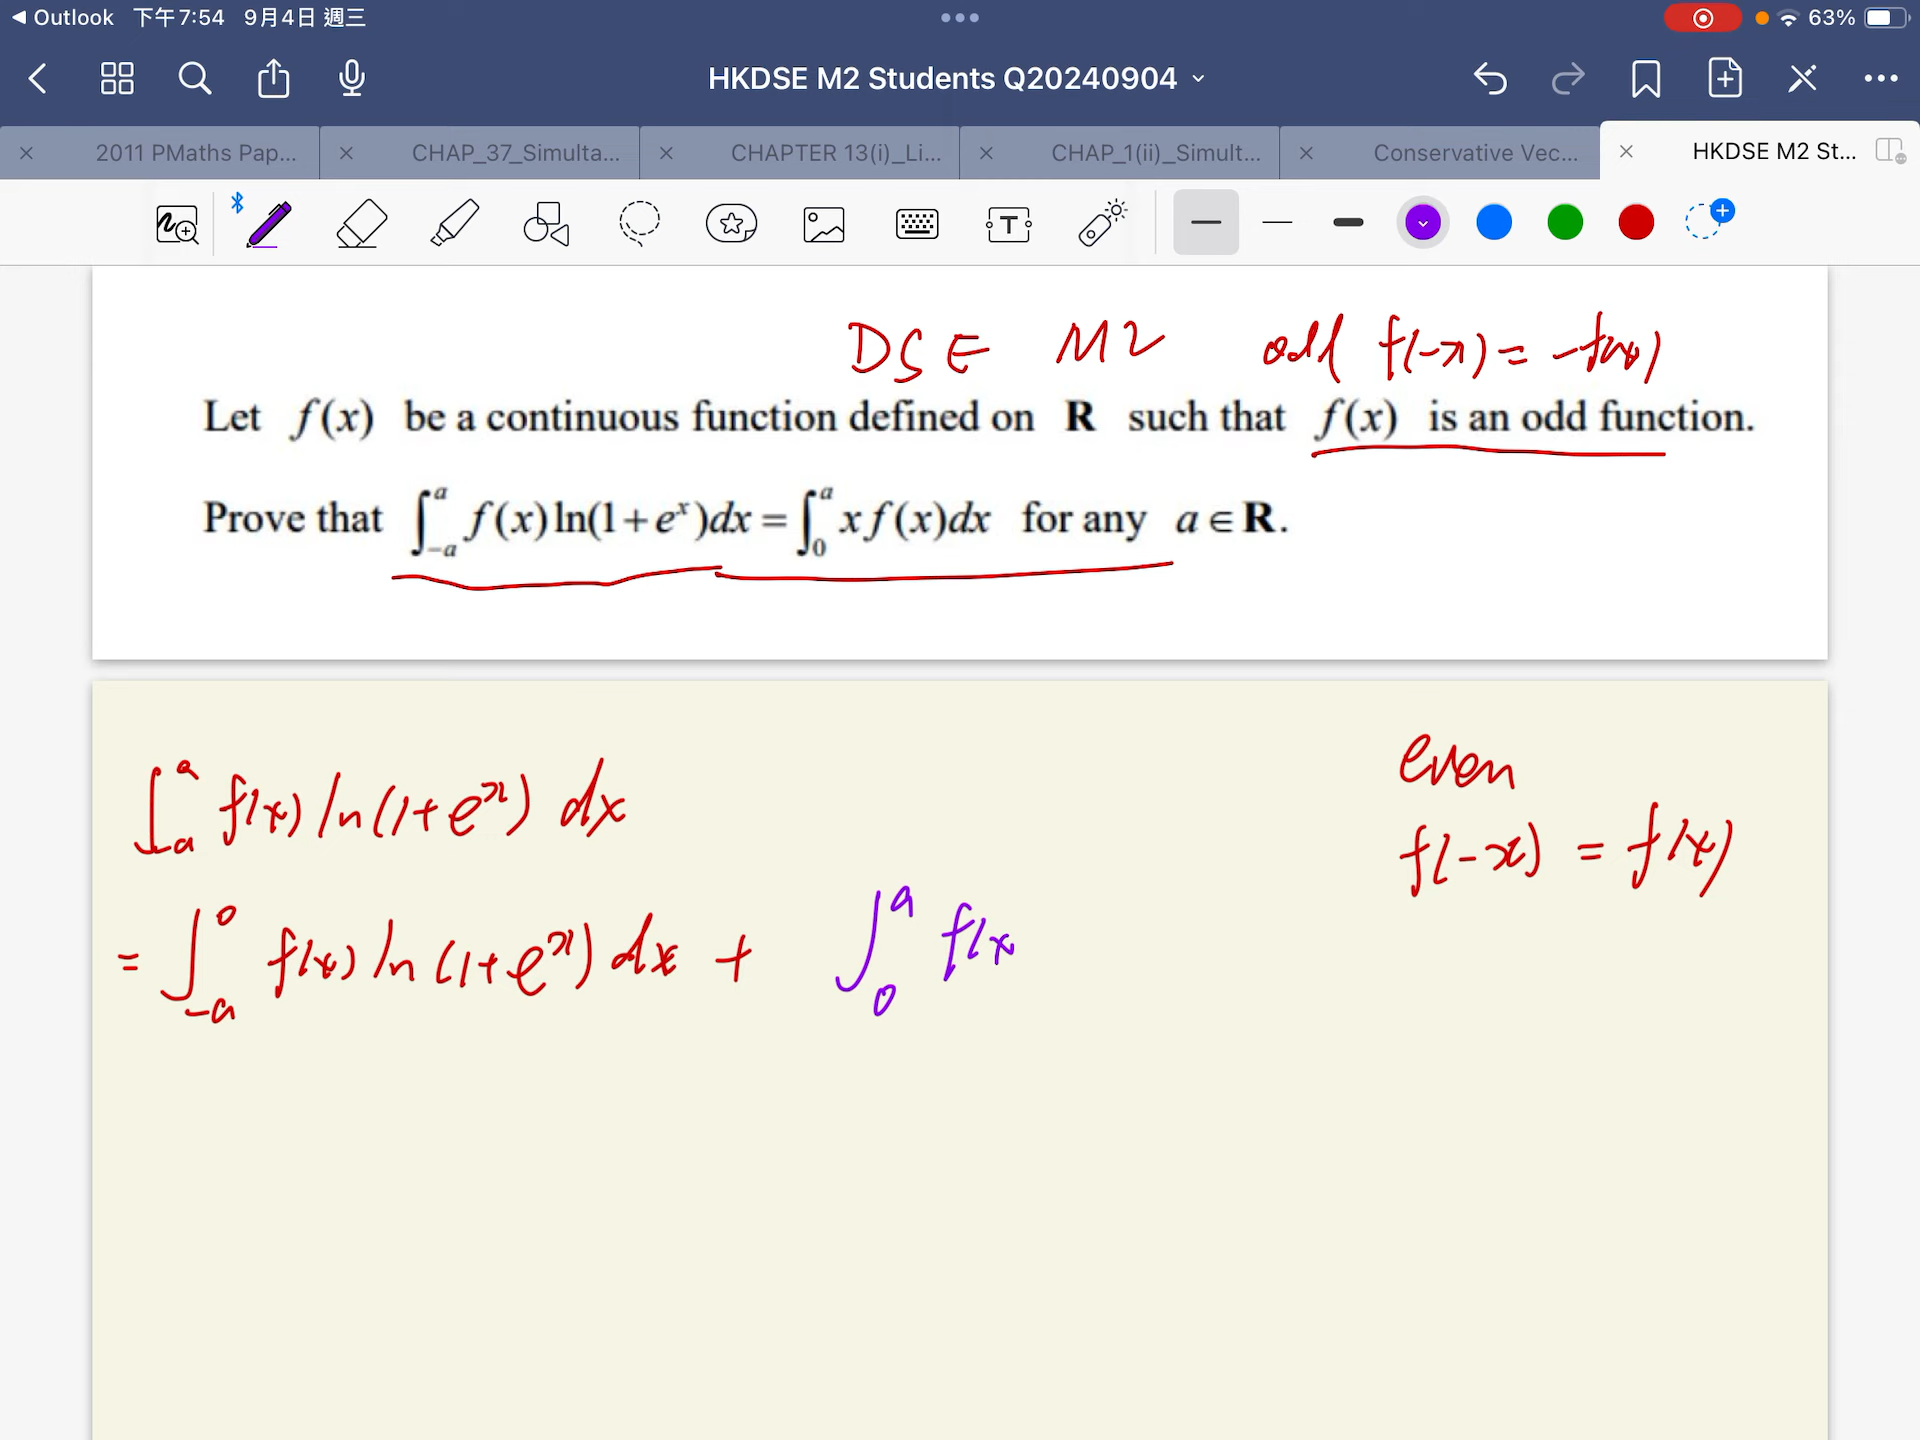 ◀ Outlook 下午7:54 9月4日 週三 63%
HKDSE M2 Students Q20240904
2011 PMaths Pap... CHAP_37_Simulta... CHAPTER 13(i)_Li... CHAP_1(ii)_Simult... Conservative Vec... HKDSE M2 St...
DSE M2 odd f(-x) = -f(x)
Let f(x) be a continuous function defined on R such that f(x) is an odd function.
Prove that ∫_{-a}^{a} f(x) ln(1+e^x)dx = ∫_0^a x f(x)dx for any a ∈ R.
even
∫_{-a}^{a} f(x) ln(1+e^x) dx
f(-x) = f(x)
= ∫_{-a}^{0} f(x) ln(1+e^x) dx + ∫_0^a f(x